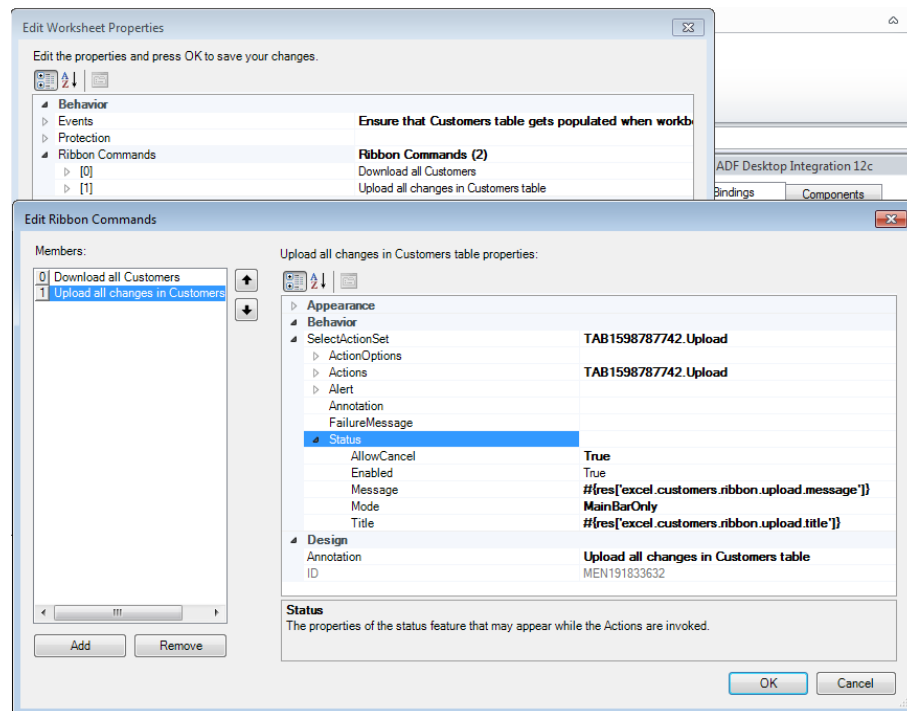 Edit Worksheet Properties
Edit the properties and press OK to save your changes.
Behavior
Events Ensure that Customers table gets populated when workb
Protection
Ribbon Commands Ribbon Commands (2)
[0] Download all Customers
[1] Upload all changes in Customers table
ADF Desktop Integration 12c
Bindings Components
Edit Ribbon Commands
Members:
0 Download all Customers
1 Upload all changes in Customers
Upload all changes in Customers table properties:
Appearance
Behavior
SelectActionSet TAB1598787742.Upload
ActionOptions
Actions TAB1598787742.Upload
Alert
Annotation
FailureMessage
Status
AllowCancel True
Enabled True
Message #{res['excel.customers.ribbon.upload.message']}
Mode MainBarOnly
Title #{res['excel.customers.ribbon.upload.title']}
Design
Annotation Upload all changes in Customers table
ID MEN191833632
Status
The properties of the status feature that may appear while the Actions are invoked.
Add Remove
OK Cancel